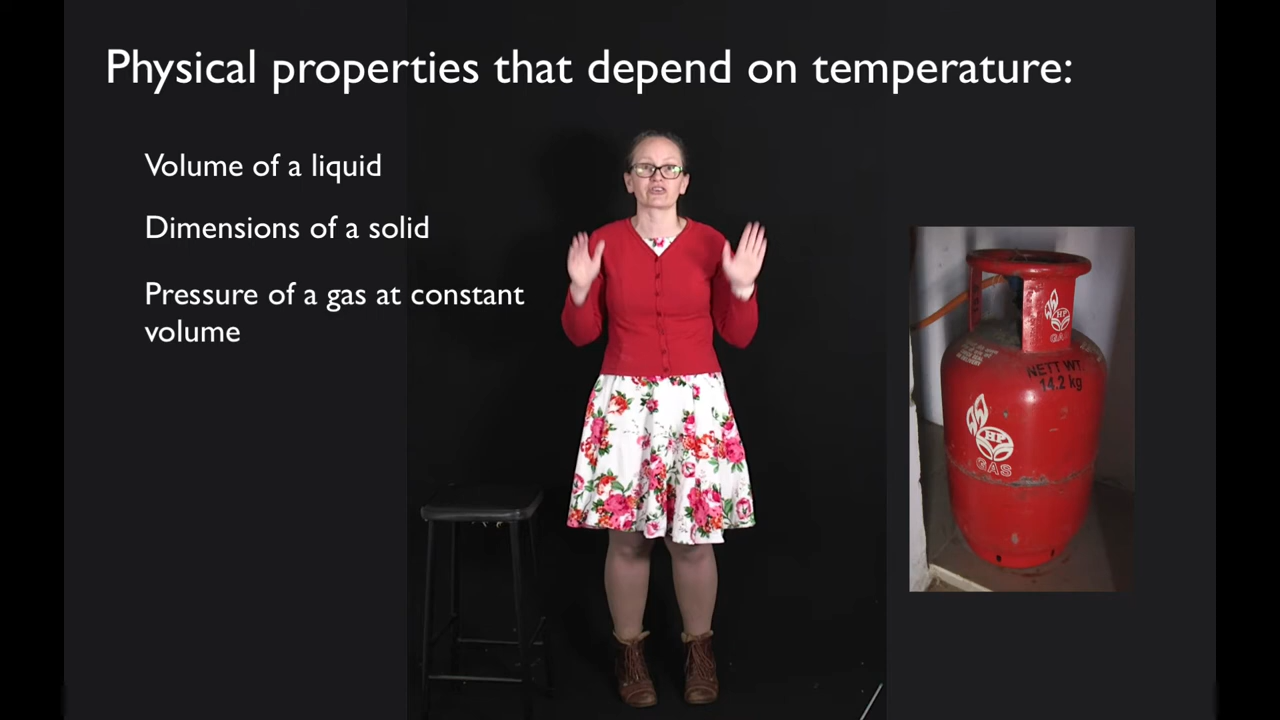 Physical properties that depend on temperature:
Volume of a liquid
Dimensions of a solid
Pressure of a gas at constant
volume
HP
GAS
NETT WT.
14.2 kg
HP
GAS